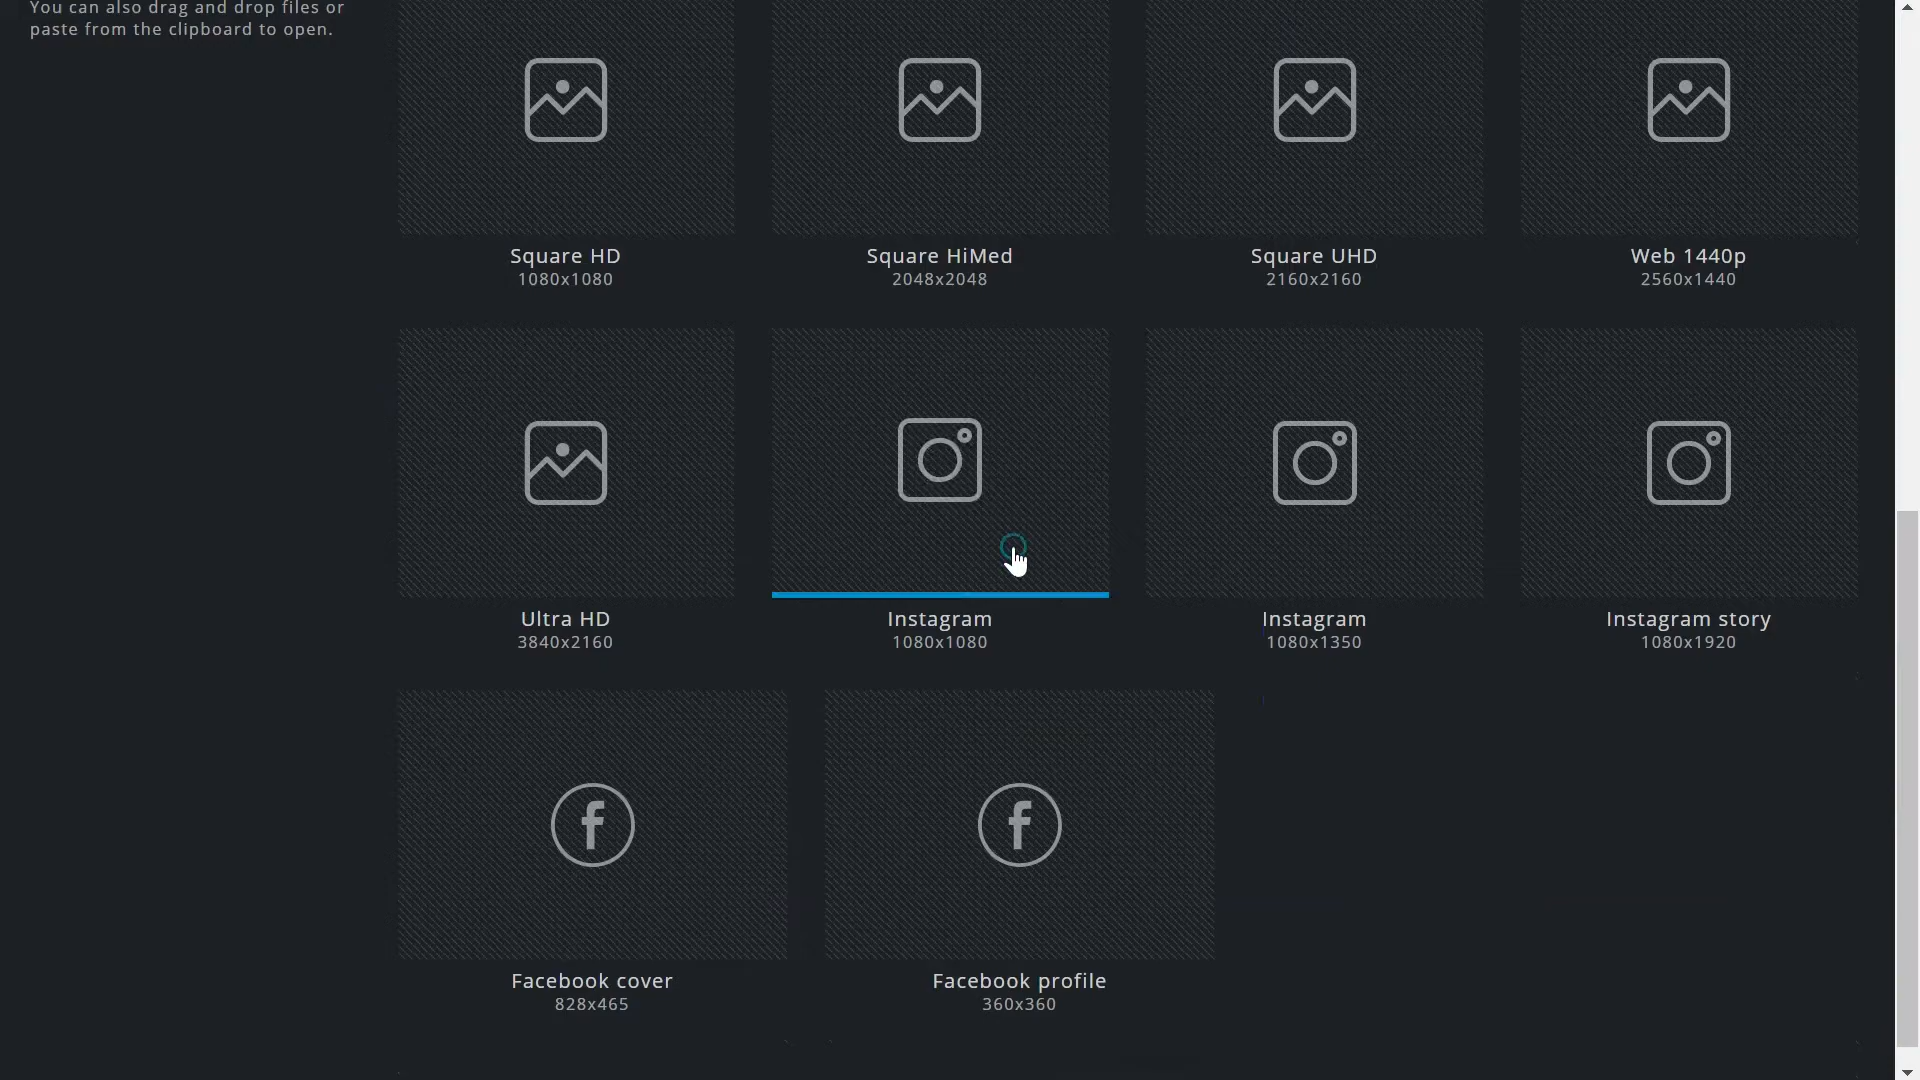 You can also drag and drop files or
paste from the clipboard to open.
Square HD
1080x1080
Square HiMed
2048x2048
Square UHD
2160x2160
Web 1440p
2560x1440
Ultra HD
3840x2160
Instagram
1080x1080
Instagram
1080x1350
Instagram story
1080x1920
Facebook cover
828x465
Facebook profile
360x360